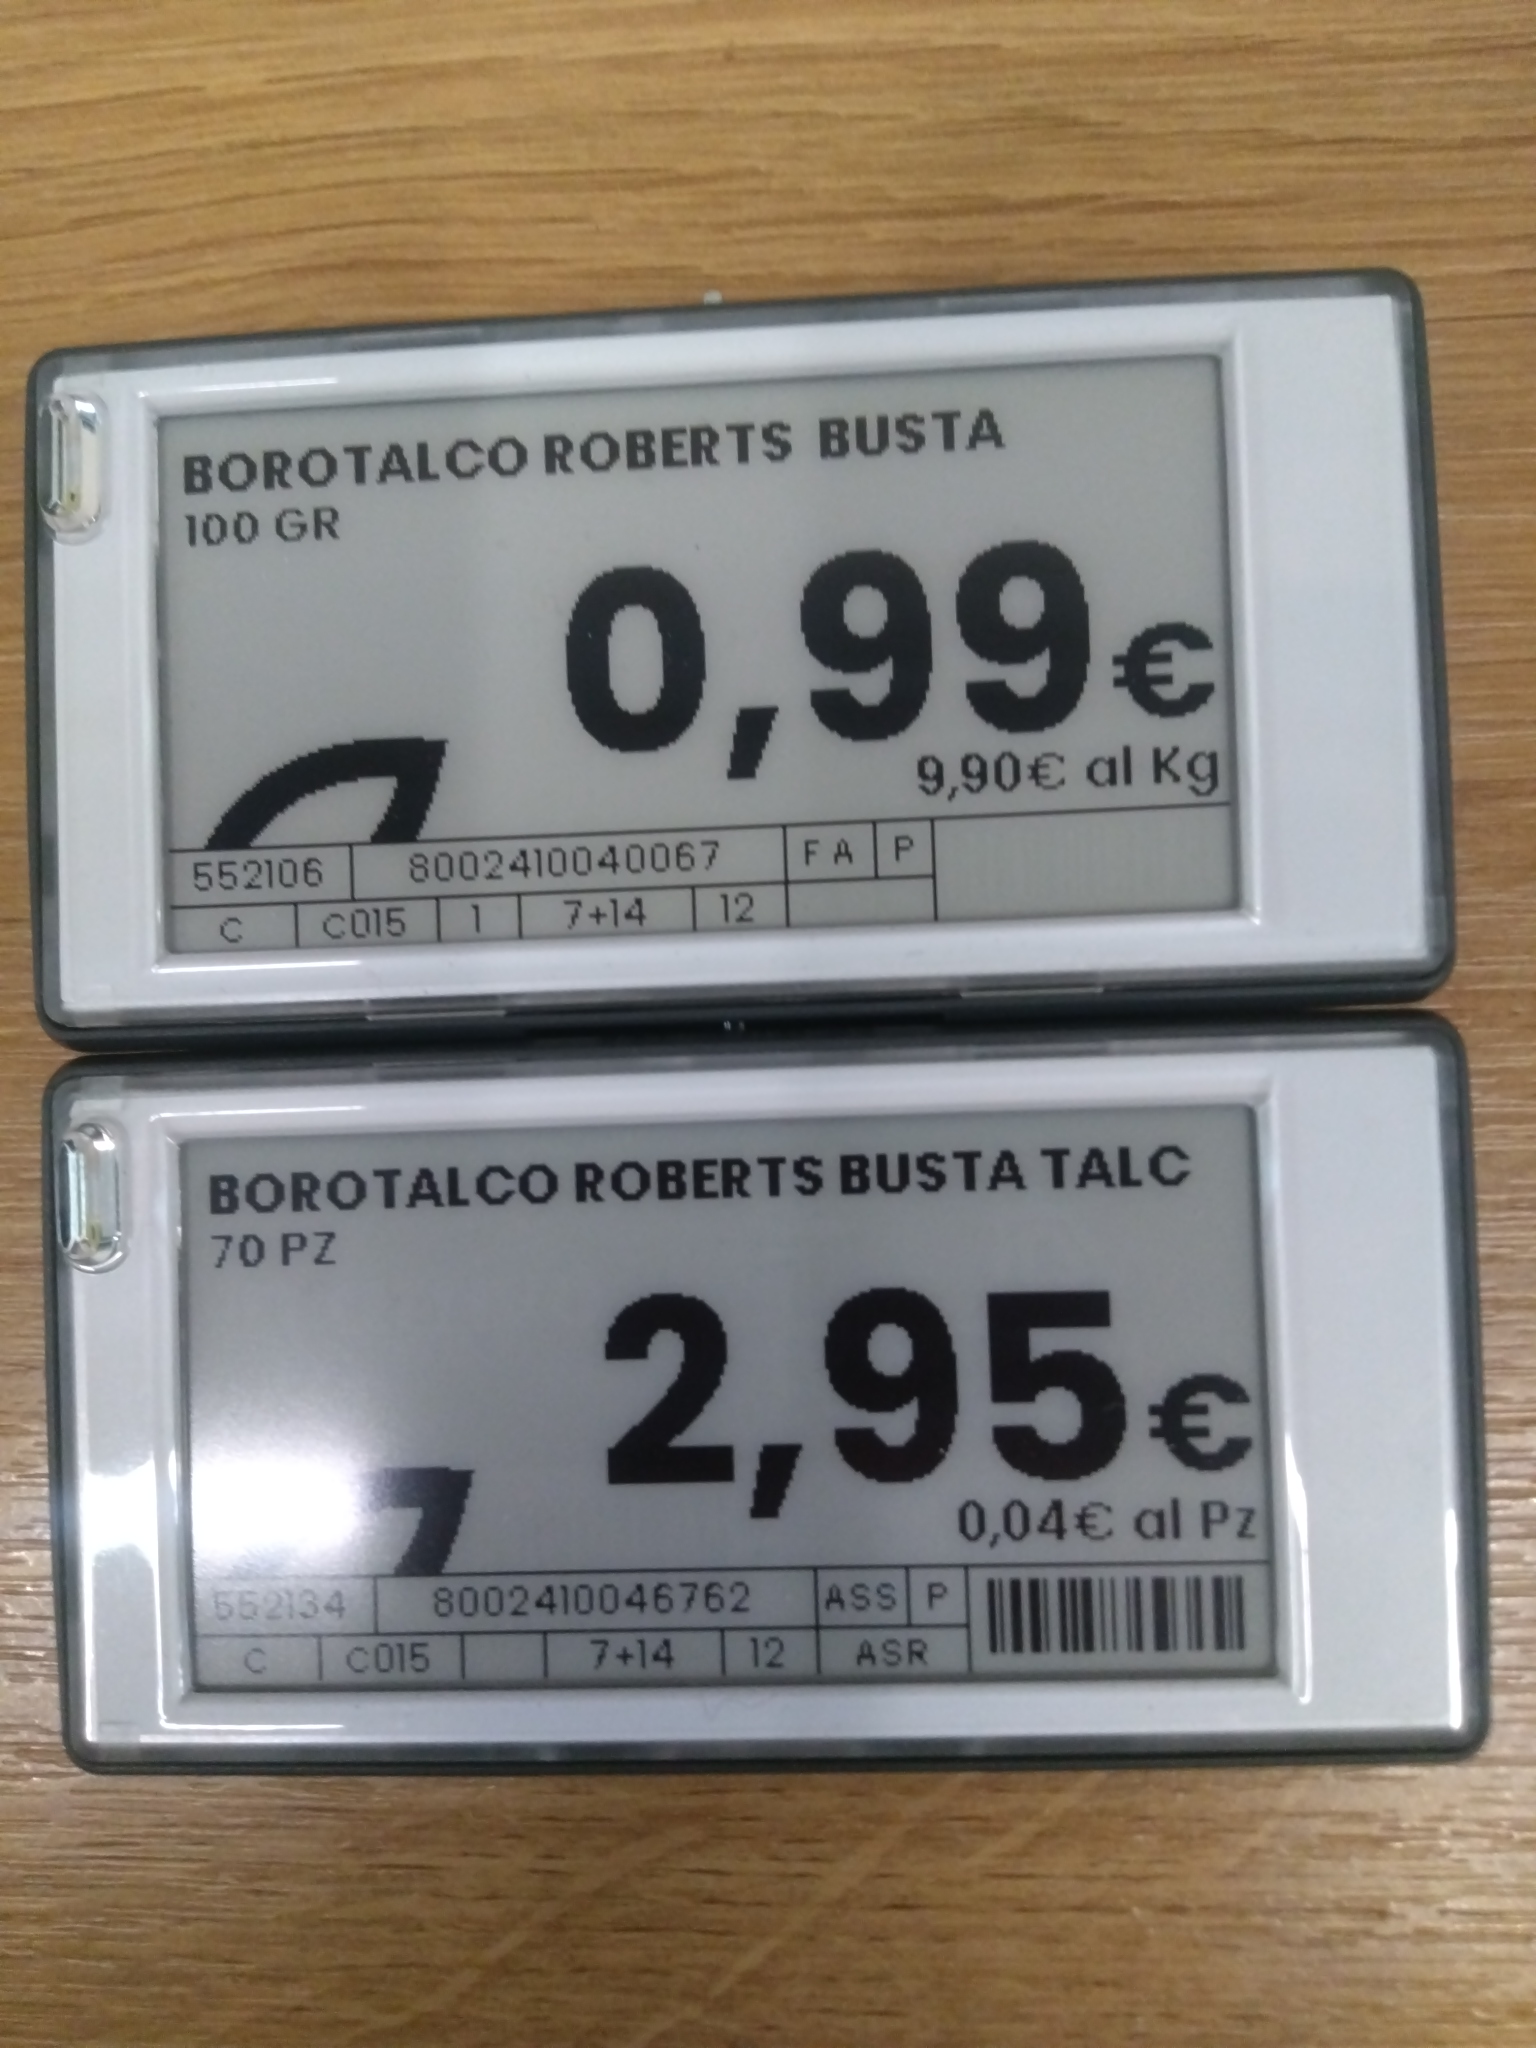 BOROTALCO ROBERTS BUSTA
100 GR
0,99€
9,90€ al Kg
552106 8002410040067 F A P
C C015 1 7+14 12
BOROTALCO ROBERTS BUSTA TALC
70 PZ
2,95€
0,04€ al Pz
552134 8002410046762 ASS P
C C015 7+14 12 ASR